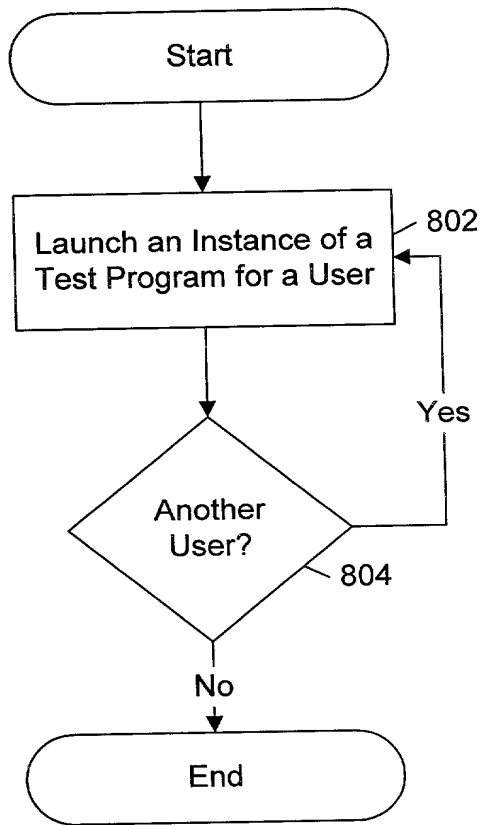 Start
802
Launch an Instance of a
Test Program for a User
Yes
Another
User?
804
No
End